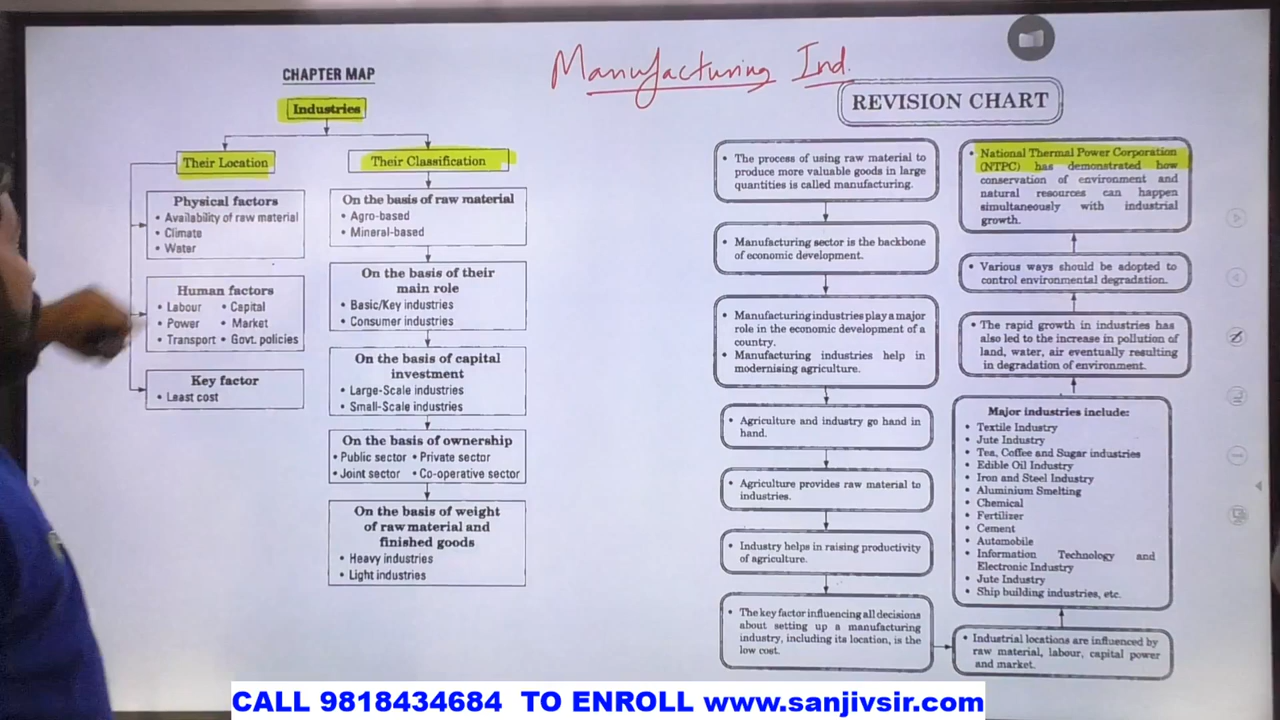 Manufacturing Ind.
CHAPTER MAP
Industries
Their Location
Physical factors
• Availability of raw material
• Climate
• Water
Human factors
• Labour • Capital
• Power • Market
• Transport • Govt. policies
Key factor
• Least cost
Their Classification
On the basis of raw material
• Agro-based
• Mineral-based
On the basis of their
main role
• Basic/Key industries
• Consumer industries
On the basis of capital
investment
• Large-Scale industries
• Small-Scale industries
On the basis of ownership
• Public sector • Private sector
• Joint sector • Co-operative sector
On the basis of weight
of raw material and
finished goods
• Heavy industries
• Light industries
REVISION CHART
• The process of using raw material to
produce more valuable goods in large
quantities is called manufacturing.
• Manufacturing sector is the backbone
of economic development.
• Manufacturing industries play a major
role in the economic development of a
country.
• Manufacturing industries help in
modernising agriculture.
• Agriculture and industry go hand in
hand.
• Agriculture provides raw material to
industries.
• Industry helps in raising productivity
of agriculture.
• The key factor influencing all decisions
about setting up a manufacturing
industry, including its location, is the
low cost.
• Industrial locations are influenced by
raw material, labour, capital power
and market.
Major industries include:
• Textile Industry
• Jute Industry
• Tea, Coffee and Sugar industries
• Edible Oil Industry
• Iron and Steel Industry
• Aluminium Smelting
• Chemical
• Fertilizer
• Cement
• Automobile
• Information Technology and
Electronic Industry
• Jute Industry
• Ship building industries, etc.
• The rapid growth in industries has
also led to the increase in pollution of
land, water, air eventually resulting
in degradation of environment.
• Various ways should be adopted to
control environmental degradation.
• National Thermal Power Corporation
(NTPC) has demonstrated how
conservation of environment and
natural resources can happen
simultaneously with industrial
growth.
CALL 9818434684 TO ENROLL www.sanjivsir.com